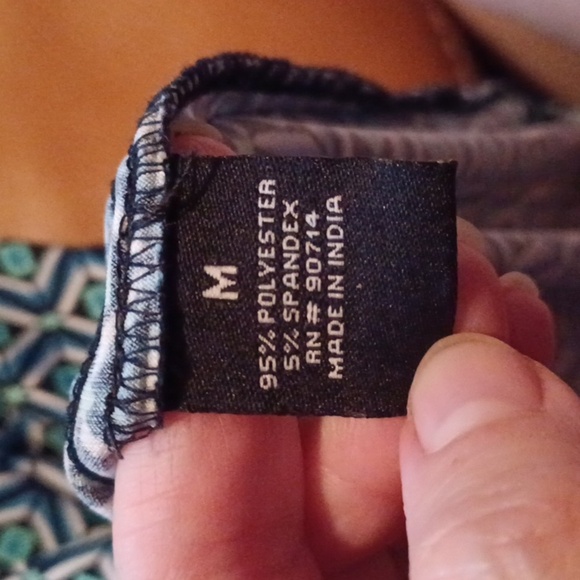 M
95% POLYESTER
5% SPANDEX
RN# 90714
MADE IN INDIA